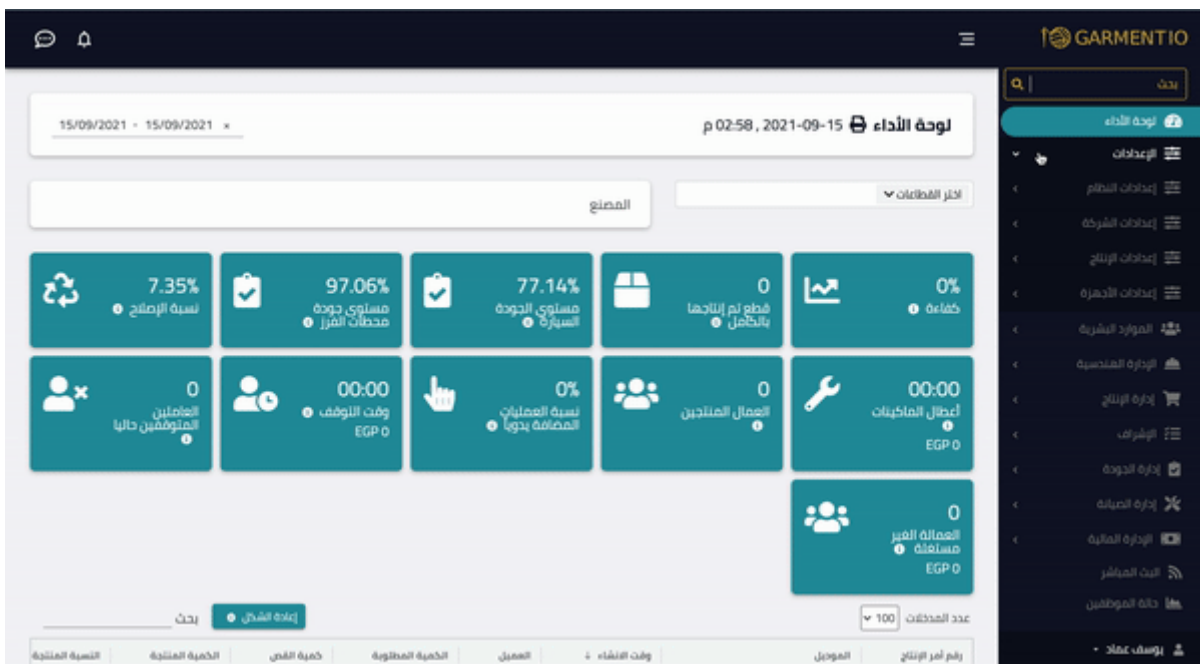 GARMENTIO
بحث
لوحة الأداء
الإعدادات
إعدادات النظام
إعدادات الشركة
إعدادات الإنتاج
إعدادات الأجهزة
الموارد البشرية
الإدارة الهندسية
إدارة الإنتاج
الإشراف
إدارة الجودة
إدارة الصيانة
الإدارة المالية
البث المباشر
حالة الموظفين
يوسف عماد
لوحة الأداء 15-09-2021 , 02:58 م
15/09/2021 - 15/09/2021 ×
اختر القطاعات
المصنع
0%
كفاءة
0
قطع تم إنتاجها
بالكامل
77.14%
مستوي الجودة
السيارة
97.06%
مستوي جودة
محطات الفرز
7.35%
نسبة الإصلاح
00:00
أعطال الماكينات
EGP 0
0
العمال المنتجين
0%
نسبة العمليات
المضافة يدوياً
00:00
وقت التوقف
EGP 0
0
العاملين
المتوقفين حاليا
0
العمالة الغير
مستغلة
EGP 0
عدد المدخلات 100
إعادة الشكل
بحث
رقم أمر الإنتاج الموديل وقت الانشاء العميل الكمية المطلوبة كمية القص الكمية المنتجة النسبة المنتجة